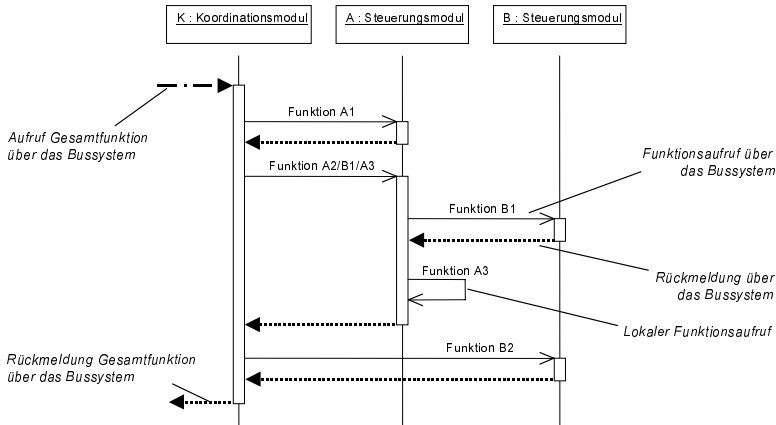 K : Koordinationsmodul
A : Steuerungsmodul
B : Steuerungsmodul
Funktion A1
Aufruf Gesamtfunktion
über das Bussystem
Funktion A2/B1/A3
Funktionsaufruf über
das Bussystem
Funktion B1
Funktion A3
Rückmeldung über
das Bussystem
Lokaler Funktionsaufruf
Funktion B2
Rückmeldung Gesamtfunktion
über das Bussystem